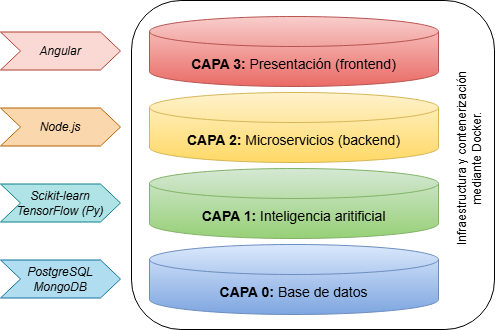 Angular
CAPA 3: Presentación (frontend)
Node.js
CAPA 2: Microservicios (backend)
Scikit-learn
TensorFlow (Py)
CAPA 1: Inteligencia aritificial
PostgreSQL
MongoDB
CAPA 0: Base de datos
Infraestructura y contenerización
mediante Docker.